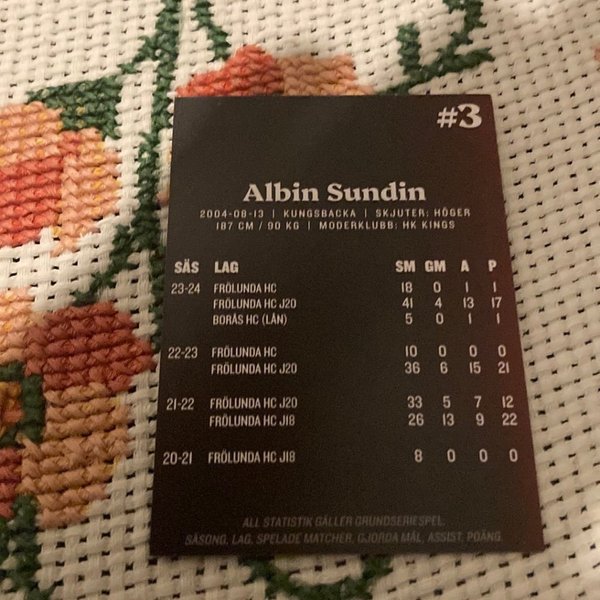 #3
Albin Sundin
2004-08-13 | KUNGSBACKA | SKJUTER: HÖGER
187 CM / 90 KG | MODERKLUBB: HK KINGS
SÄS LAG SM GM A P
23-24 FRÖLUNDA HC 18 0 1 1
FRÖLUNDA HC J20 41 4 13 17
BORÅS HC (LÅN) 5 0 1 1
22-23 FRÖLUNDA HC 10 0 0 0
FRÖLUNDA HC J20 36 6 15 21
21-22 FRÖLUNDA HC J20 33 5 7 12
FRÖLUNDA HC J18 26 13 9 22
20-21 FRÖLUNDA HC J18 8 0 0 0
ALL STATISTIK GÄLLER GRUNDSERIESPEL.
SÄSONG, LAG, SPELADE MATCHER, GJORDA MÅL, ASSIST, POÄNG.